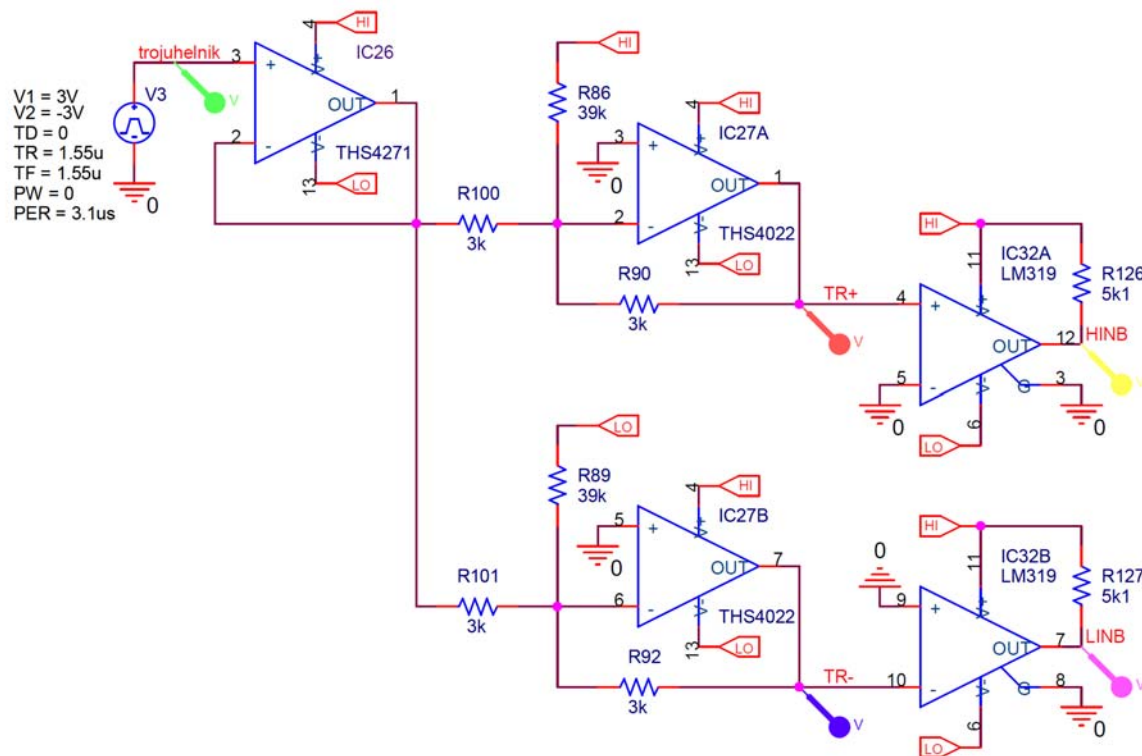 HI
4
IC26
trojuhelnik
3
+
V+
OUT
1
2
-
V-
THS4271
13
LO
V1 = 3V
V2 = -3V
TD = 0
TR = 1.55u
TF = 1.55u
PW = 0
PER = 3.1us
V3
0
V
HI
R86
39k
HI
4
IC27A
3
+
V+
0
OUT
1
R100
3k
2
-
V-
THS4022
13
LO
R90
3k
TR+
V
HI
11
IC32A
LM319
R126
5k1
4
+
V+
OUT
12
HINB
V
5
-
V-
G
3
0
0
6
LO
LO
R89
39k
HI
4
IC27B
5
+
V+
0
OUT
7
R101
3k
6
-
V-
THS4022
13
LO
R92
3k
TR-
V
0
HI
11
IC32B
LM319
R127
5k1
9
+
V+
OUT
7
LINB
V
10
-
V-
G
8
0
6
LO